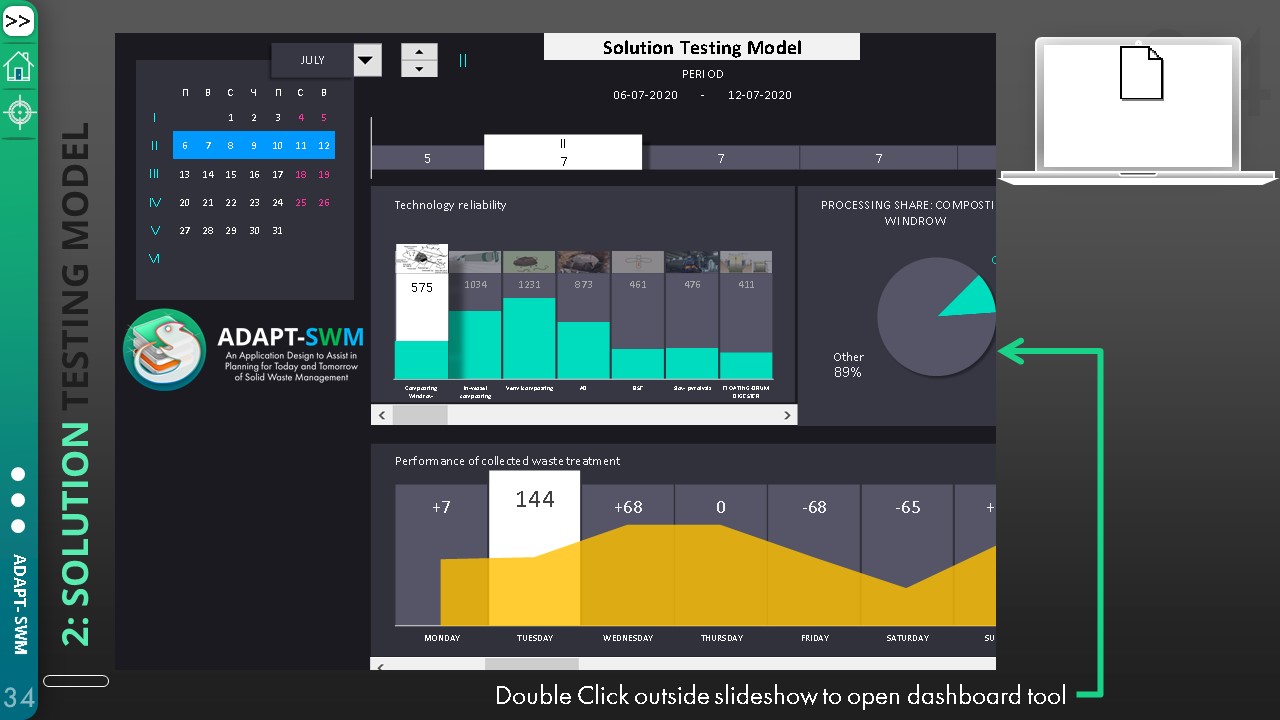 >>
JULY
II
Solution Testing Model
PERIOD
06-07-2020 - 12-07-2020
П В С Ч П С В
I 1 2 3 4 5
II 6 7 8 9 10 11 12
III 13 14 15 16 17 18 19
IV 20 21 22 23 24 25 26
V 27 28 29 30 31
VI
II
5 7 7 7
Technology reliability
575 1034 1231 873 461 476 411
Composting Windrow
In-vessel composting
Vermicomposting
AD
BSF
Slow pyrolysis
FLOATING-DRUM
DIGESTER
PROCESSING SHARE: COMPOSTI
WINDROW
Other
89%
ADAPT-SWM
An Application Design to Assist in
Planning for Today and Tomorrow
of Solid Waste Management
Performance of collected waste treatment
+7 144 +68 0 -68 -65 +
MONDAY TUESDAY WEDNESDAY THURSDAY FRIDAY SATURDAY SU
2: SOLUTION TESTING MODEL
ADAPT- SWM
34
Double Click outside slideshow to open dashboard tool